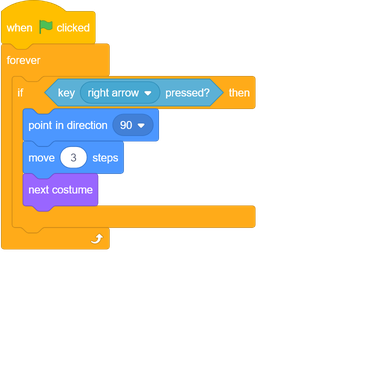 when clicked
forever
if key right arrow pressed? then
point in direction 90
move 3 steps
next costume